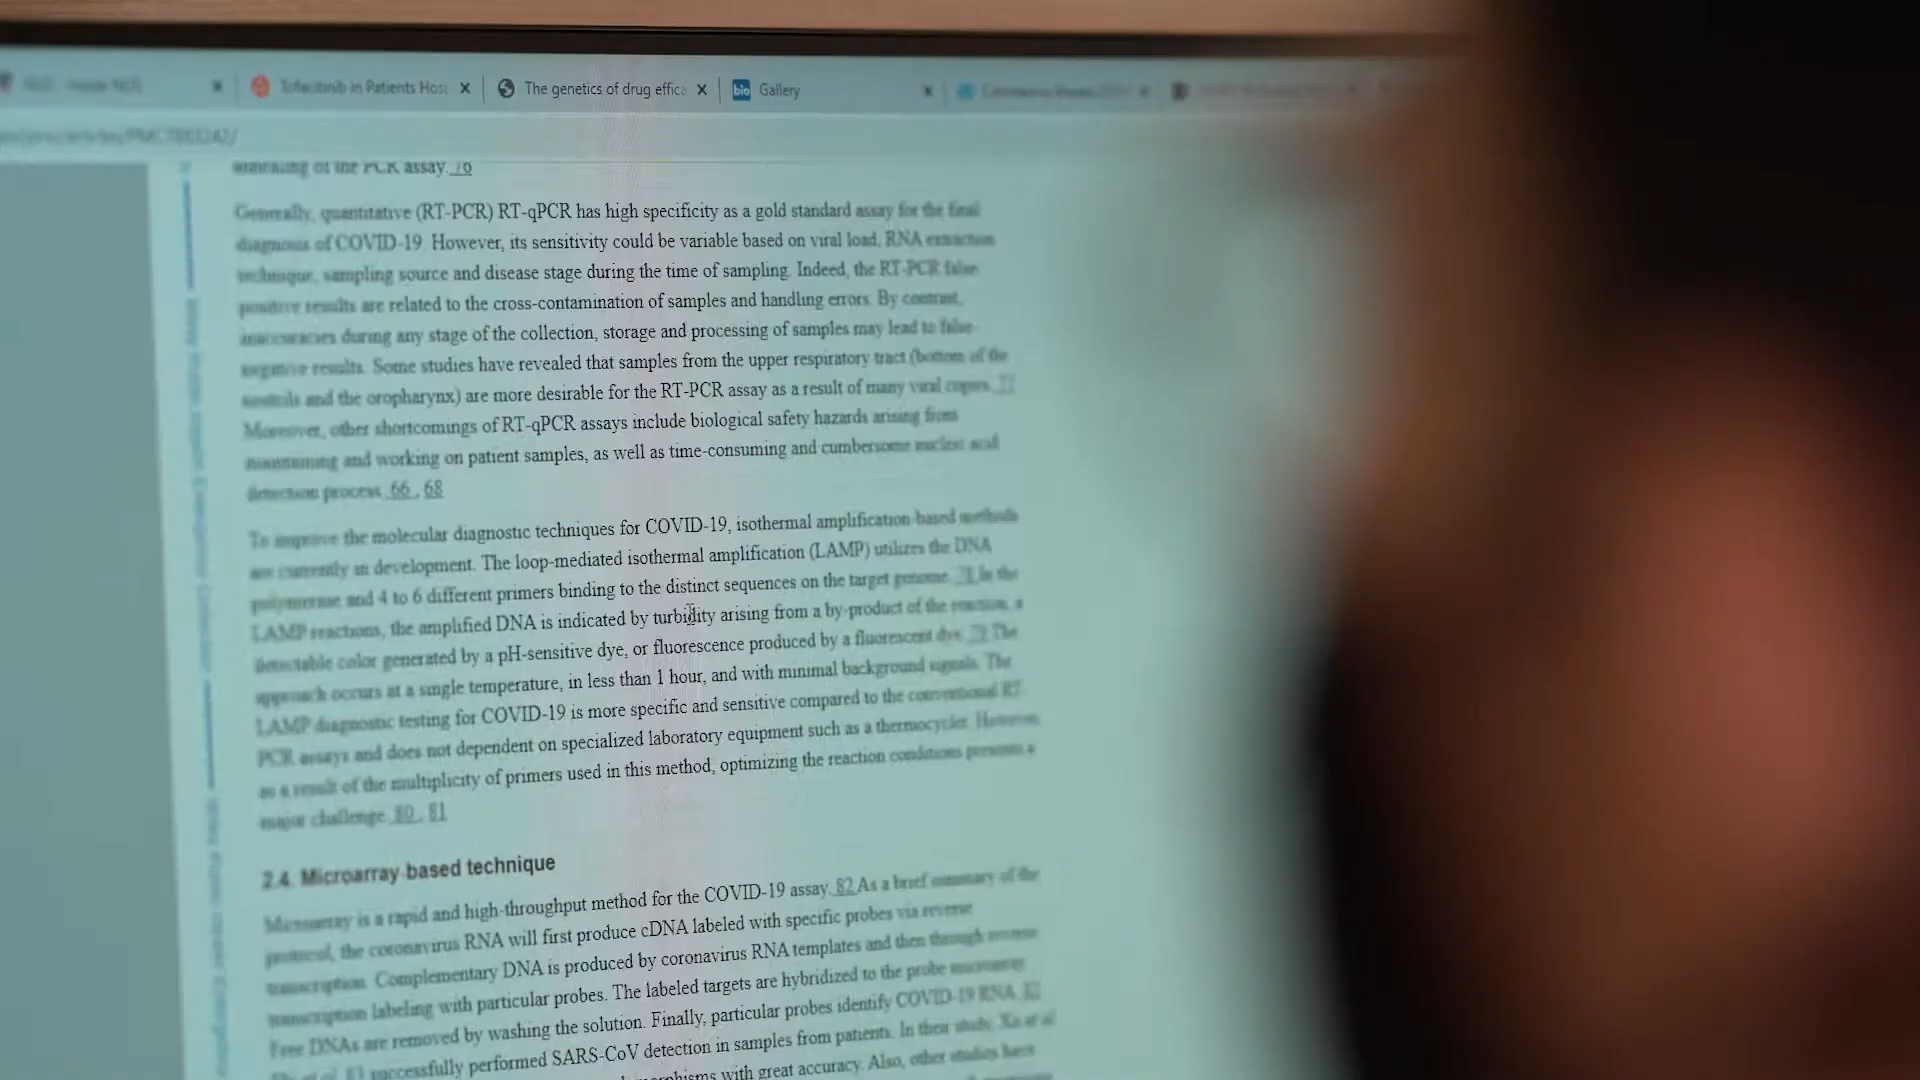 Tofacitinib in Patients Hos
The genetics of drug effica
bio Gallery
annealing of the PCR assay. 76
Generally, quantitative (RT-PCR) RT-qPCR has high specificity as a gold standard assay for the final
diagnosis of COVID-19 However, its sensitivity could be variable based on viral load, RNA extraction
technique, sampling source and disease stage during the time of sampling. Indeed, the RT-PCR false
positive results are related to the cross-contamination of samples and handling errors. By contrast,
inaccuracies during any stage of the collection, storage and processing of samples may lead to false-
negative results. Some studies have revealed that samples from the upper respiratory tract (bottom of the
nostrils and the oropharynx) are more desirable for the RT-PCR assay as a result of many viral copies. 77
Moreover, other shortcomings of RT-qPCR assays include biological safety hazards arising from
maintaining and working on patient samples, as well as time-consuming and cumbersome nucleic acid
detection process. 66 , 68
To improve the molecular diagnostic techniques for COVID-19, isothermal amplification-based methods
are currently in development. The loop-mediated isothermal amplification (LAMP) utilizes the DNA
polymerase and 4 to 6 different primers binding to the distinct sequences on the target genome. 78 In the
LAMP reactions, the amplified DNA is indicated by turbidity arising from a by-product of the reaction, a
detectable color generated by a pH-sensitive dye, or fluorescence produced by a fluorescent dye. 79 The
approach occurs at a single temperature, in less than 1 hour, and with minimal background signals. The
LAMP diagnostic testing for COVID-19 is more specific and sensitive compared to the conventional RT-
PCR assays and does not dependent on specialized laboratory equipment such as a thermocycler. However,
as a result of the multiplicity of primers used in this method, optimizing the reaction conditions presents a
major challenge. 80 , 81
2.4. Microarray-based technique
Microarray is a rapid and high-throughput method for the COVID-19 assay. 82 As a brief summary of the
protocol, the coronavirus RNA will first produce cDNA labeled with specific probes via reverse
transcription. Complementary DNA is produced by coronavirus RNA templates and then through reverse
transcription labeling with particular probes. The labeled targets are hybridized to the probe microarray.
Free DNAs are removed by washing the solution. Finally, particular probes identify COVID-19 RNA.
successfully performed SARS-CoV detection in samples from patients. In their study, Xu et al
with great accuracy. Also, other studies have